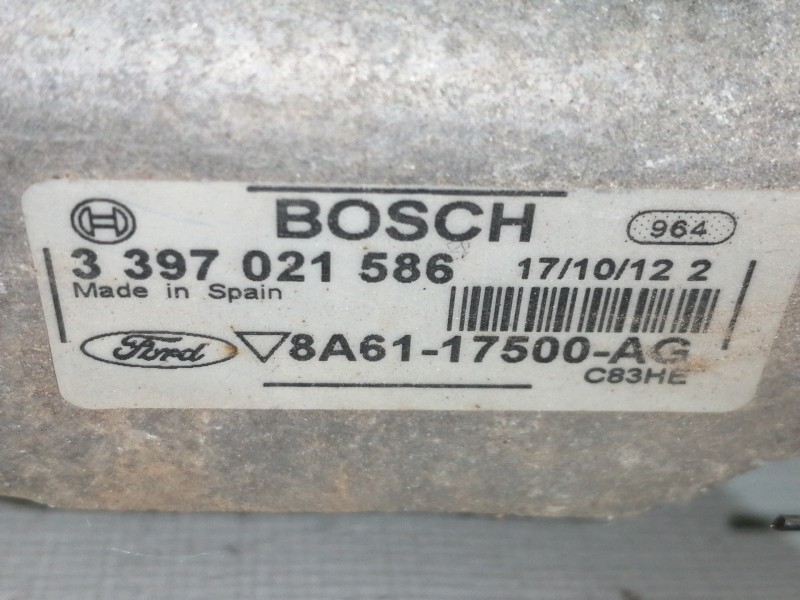 BOSCH
964
3 397 021 586
17/10/12 2
Made in Spain
Ford
8A61-17500-AG
C83HE